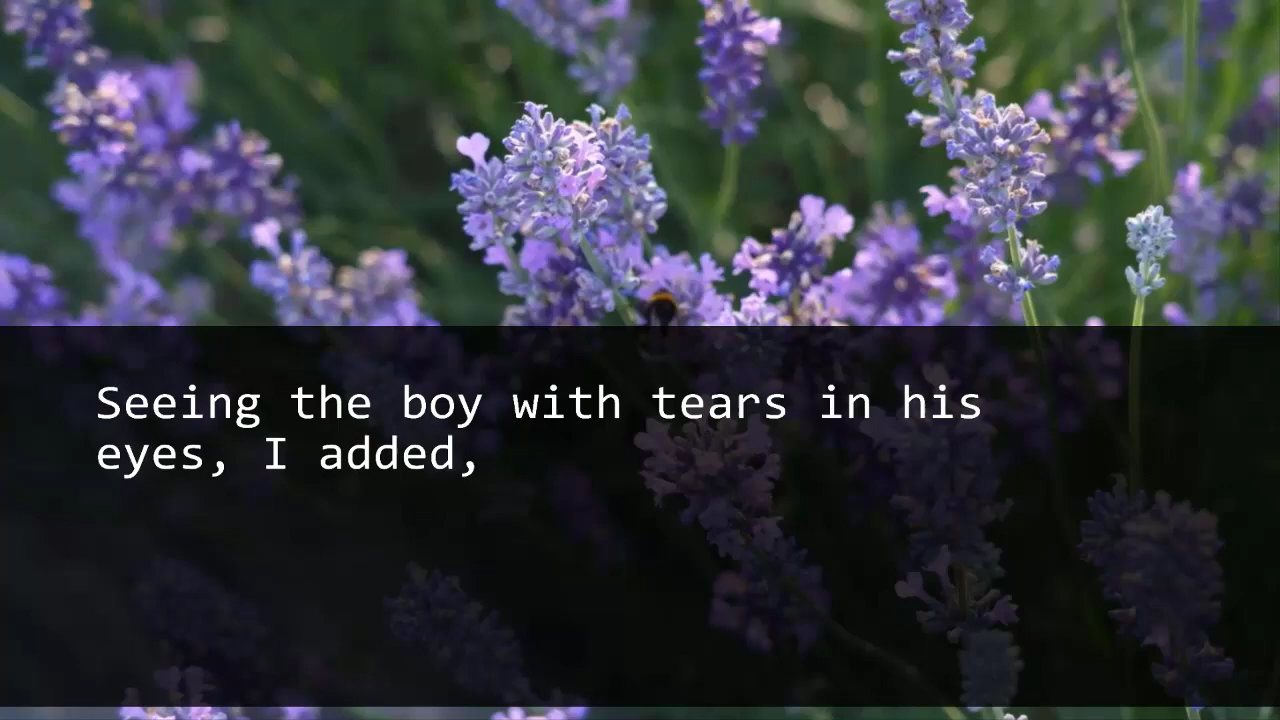 Seeing the boy with tears in his
eyes, I added,